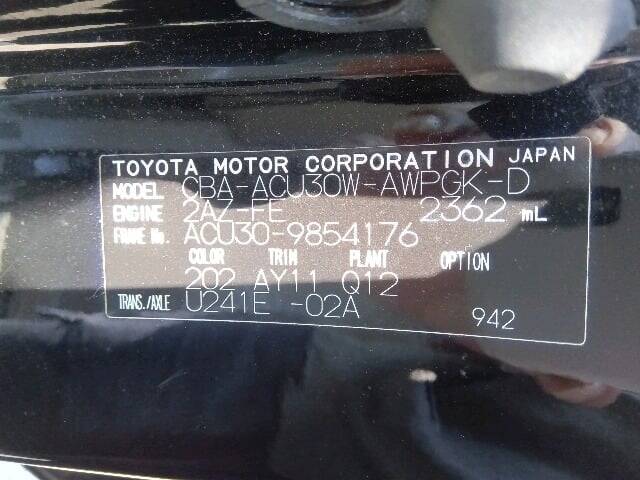 TOYOTA MOTOR CORPORATION JAPAN
MODEL CBA-ACU30W-AWPGK-D
ENGINE 2AZ-FE 2362 mL
FRAME No. ACU30-9854176
COLOR TRIM PLANT OPTION
202 AY11 Q12
TRANS./AXLE U241E -02A
942